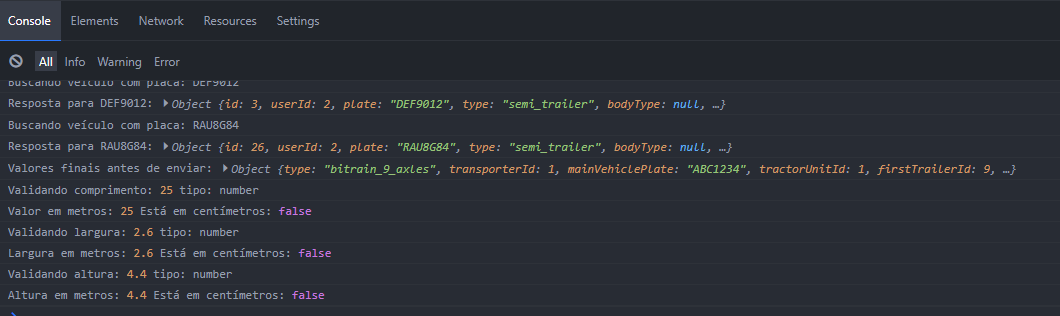 Console Elements Network Resources Settings
All Info Warning Error
Buscando veículo com placa: DEF9012
Resposta para DEF9012: ▶Object {id: 3, userId: 2, plate: "DEF9012", type: "semi_trailer", bodyType: null, …}
Buscando veículo com placa: RAU8G84
Resposta para RAU8G84: ▶Object {id: 26, userId: 2, plate: "RAU8G84", type: "semi_trailer", bodyType: null, …}
Valores finais antes de enviar: ▶Object {type: "bitrain_9_axles", transporterId: 1, mainVehiclePlate: "ABC1234", tractorUnitId: 1, firstTrailerId: 9, …}
Validando comprimento: 25 tipo: number
Valor em metros: 25 Está em centímetros: false
Validando largura: 2.6 tipo: number
Largura em metros: 2.6 Está em centímetros: false
Validando altura: 4.4 tipo: number
Altura em metros: 4.4 Está em centímetros: false